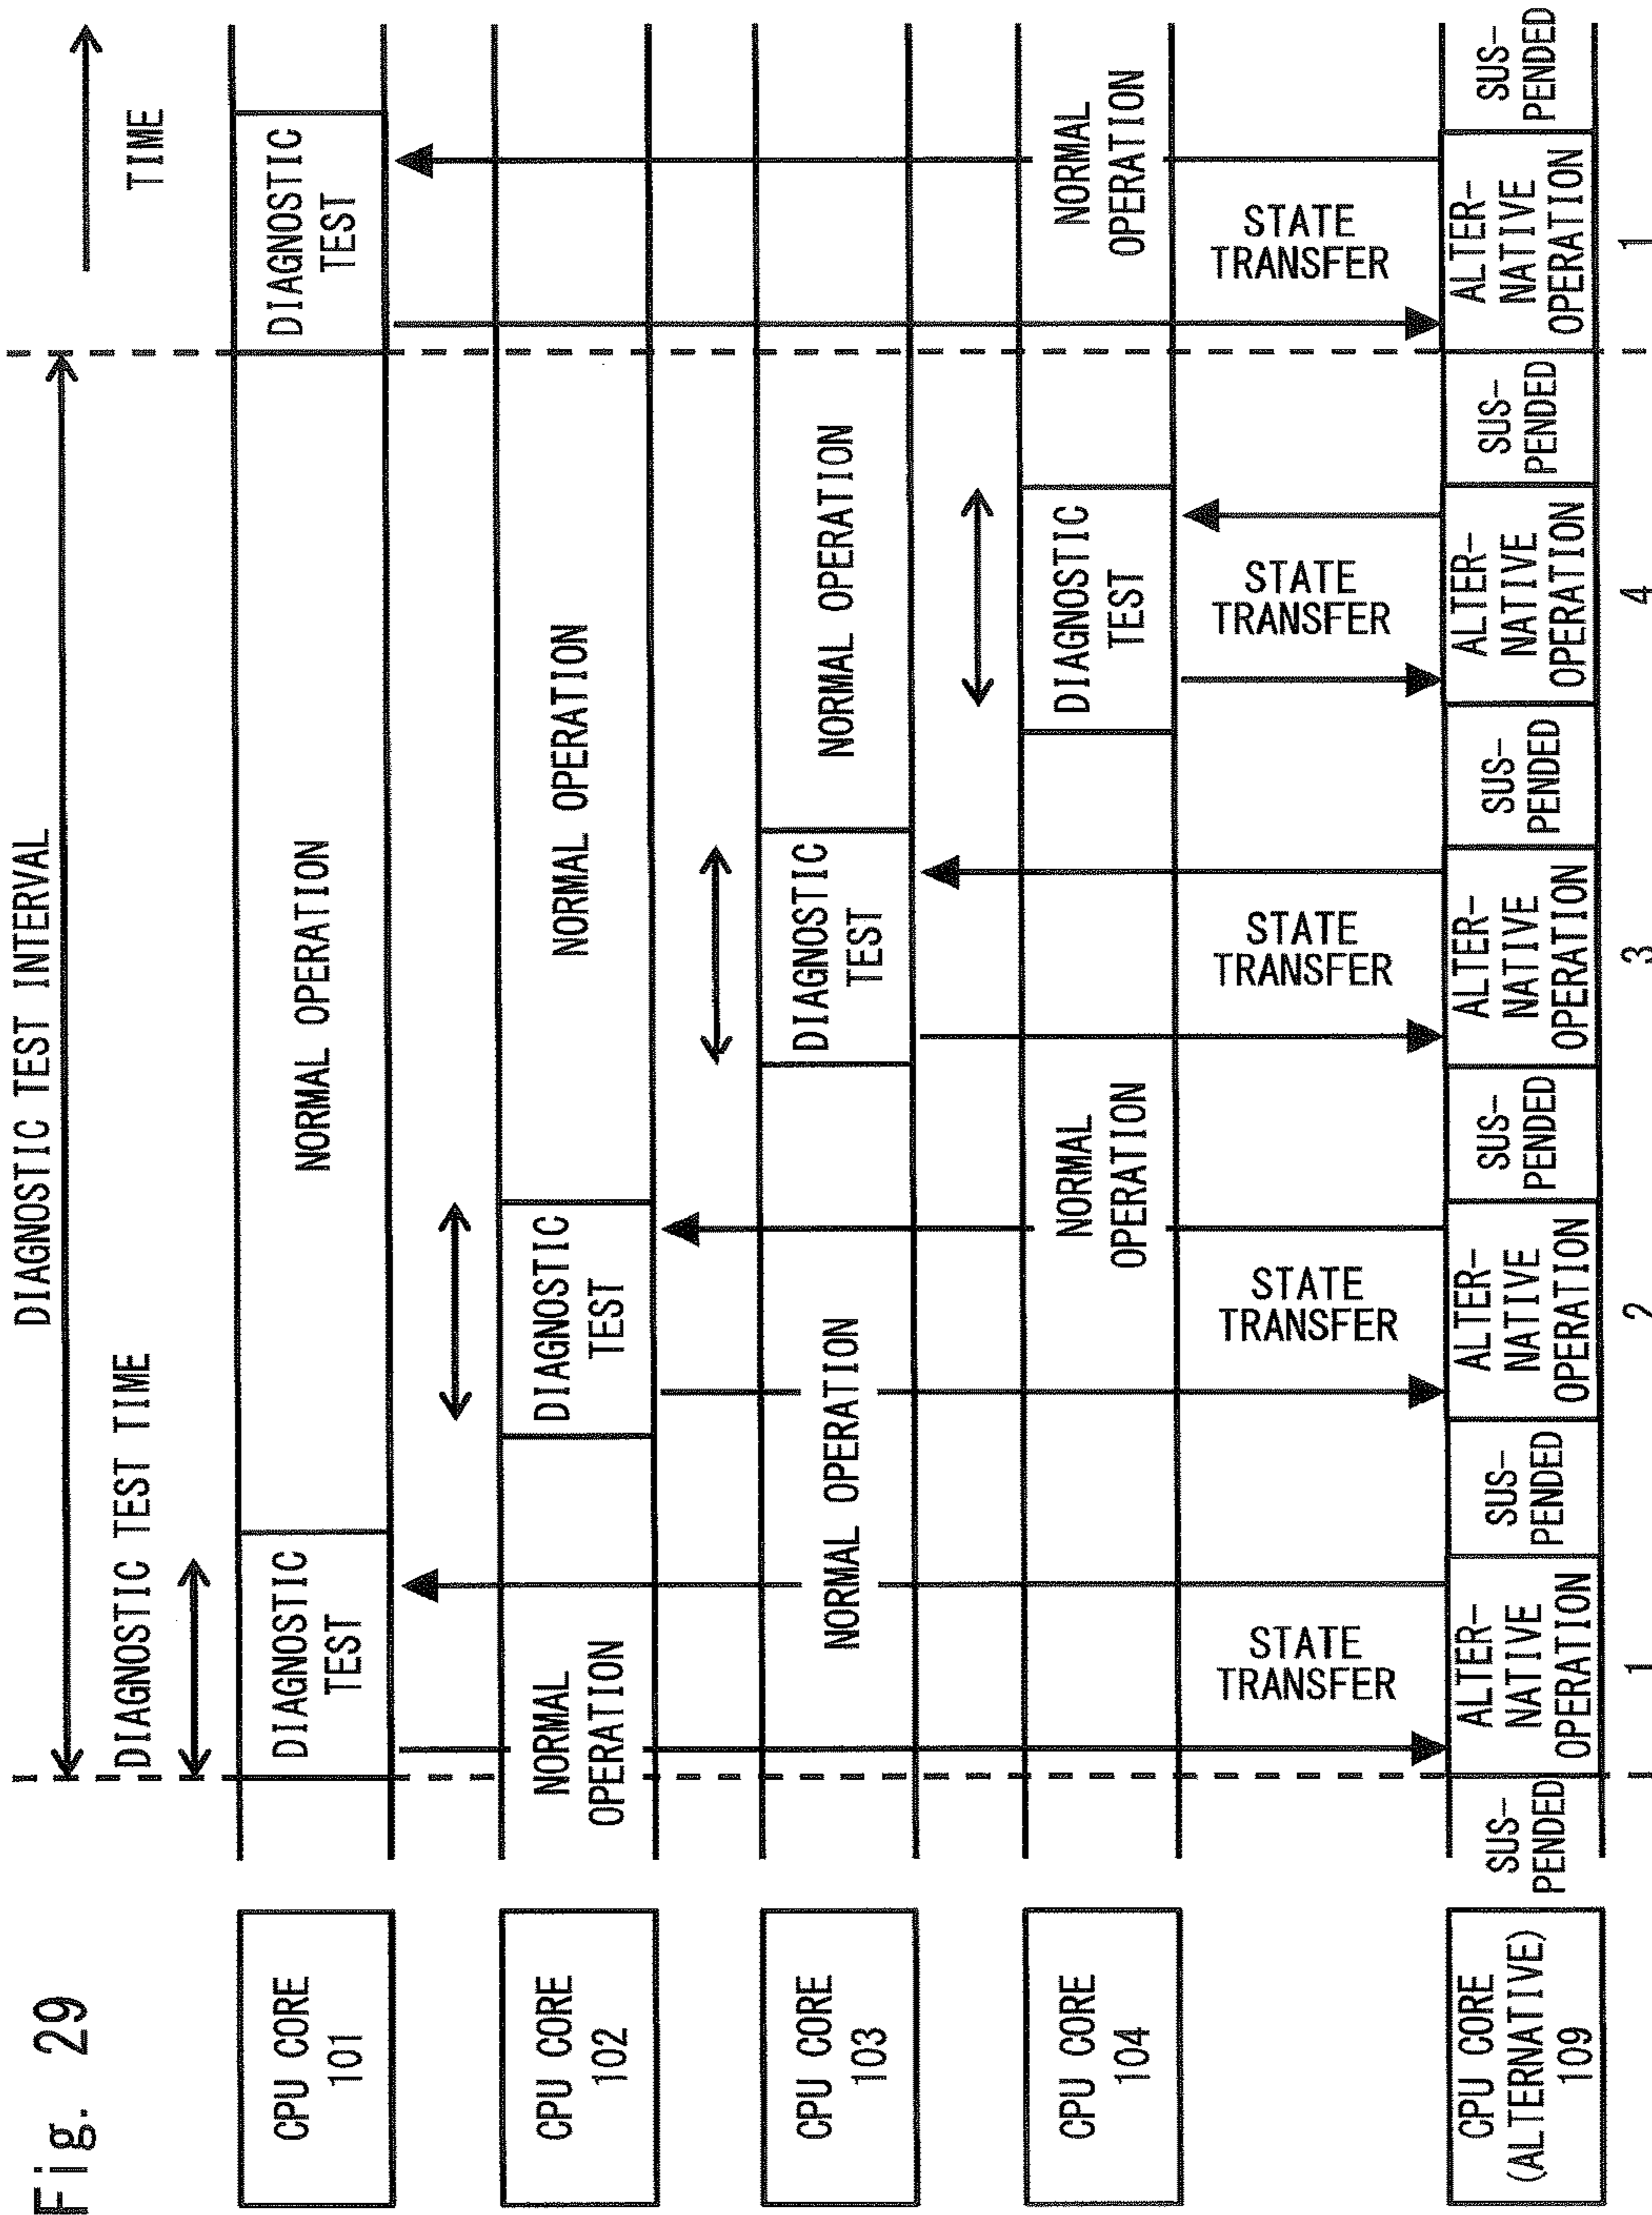 Fig. 29
DIAGNOSTIC TEST INTERVAL
TIME
DIAGNOSTIC TEST TIME
CPU CORE
101
DIAGNOSTIC
TEST
NORMAL OPERATION
DIAGNOSTIC
TEST
CPU CORE
102
NORMAL
OPERATION
DIAGNOSTIC
TEST
NORMAL OPERATION
CPU CORE
103
NORMAL OPERATION
DIAGNOSTIC
TEST
NORMAL OPERATION
CPU CORE
104
NORMAL
OPERATION
DIAGNOSTIC
TEST
NORMAL
OPERATION
STATE
TRANSFER
STATE
TRANSFER
STATE
TRANSFER
STATE
TRANSFER
STATE
TRANSFER
CPU CORE
(ALTERNATIVE)
109
SUS-
PENDED
ALTER-
NATIVE
OPERATION
SUS-
PENDED
ALTER-
NATIVE
OPERATION
SUS-
PENDED
ALTER-
NATIVE
OPERATION
SUS-
PENDED
ALTER-
NATIVE
OPERATION
SUS-
PENDED
ALTER-
NATIVE
OPERATION
SUS-
PENDED
1
2
3
4
1